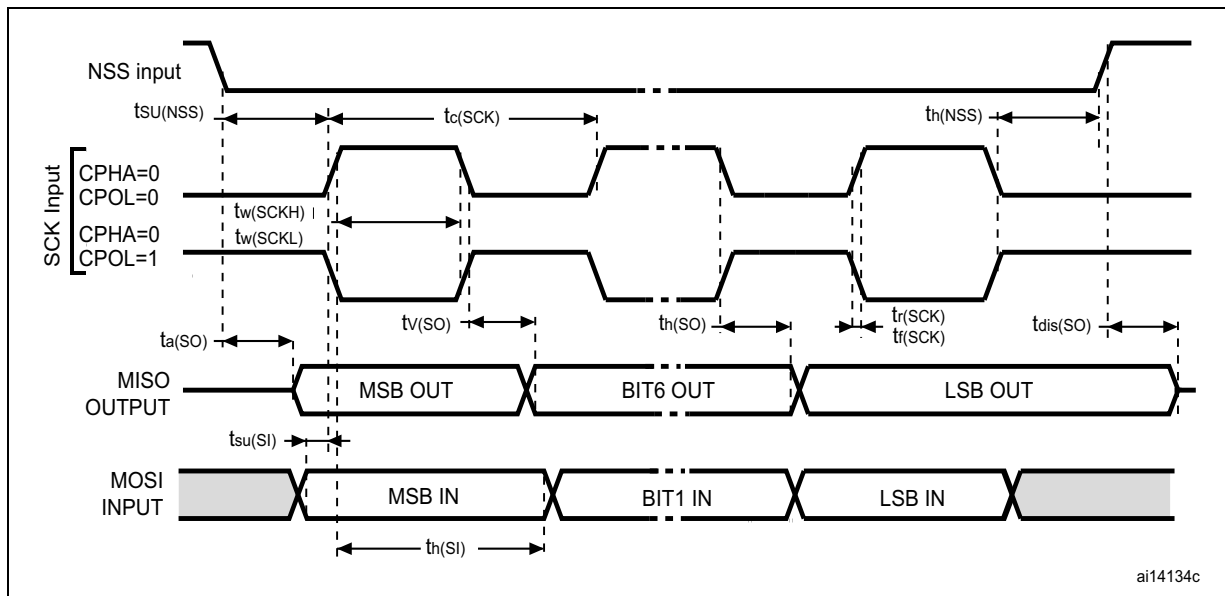 NSS input
tSU(NSS)
tc(SCK)
th(NSS)
SCK Input
CPHA=0
CPOL=0
tw(SCKH)
tw(SCKL)
CPHA=0
CPOL=1
ta(SO)
tV(SO)
th(SO)
tr(SCK)
tf(SCK)
tdis(SO)
MISO
OUTPUT
MSB OUT
BIT6 OUT
LSB OUT
tsu(SI)
MOSI
INPUT
MSB IN
BIT1 IN
LSB IN
th(SI)
ai14134c